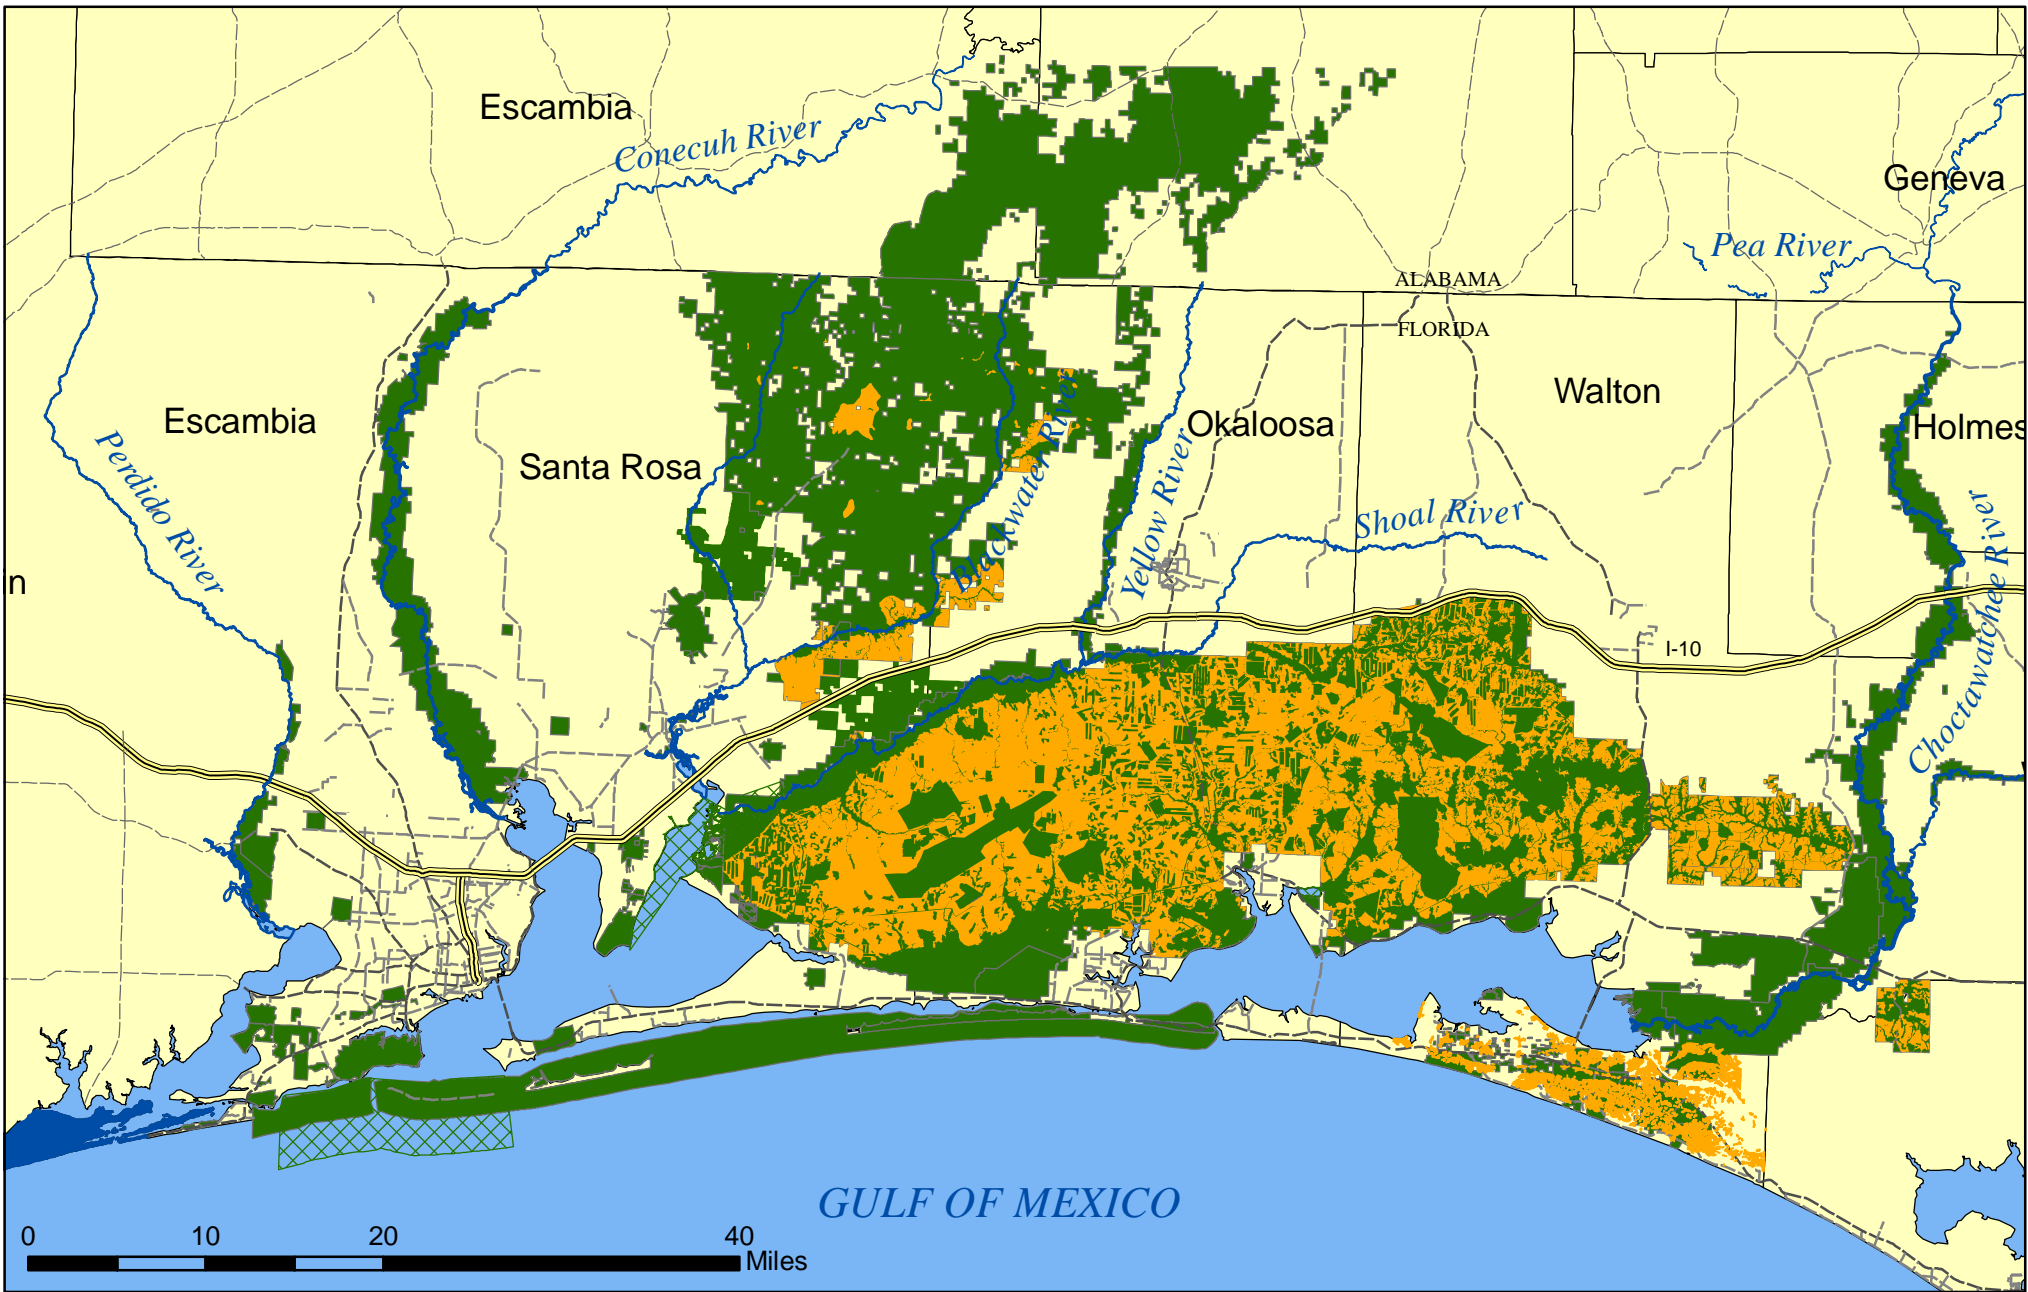 Escambia
Conecuh River
Geneva
Pea River
ALABAMA
FLORIDA
Walton
Escambia
Okaloosa
Holmes
Santa Rosa
Perdido River
Blackwater River
Yellow River
Shoal River
Choctawatchee River
in
I-10
GULF OF MEXICO
0 10 20 40
Miles